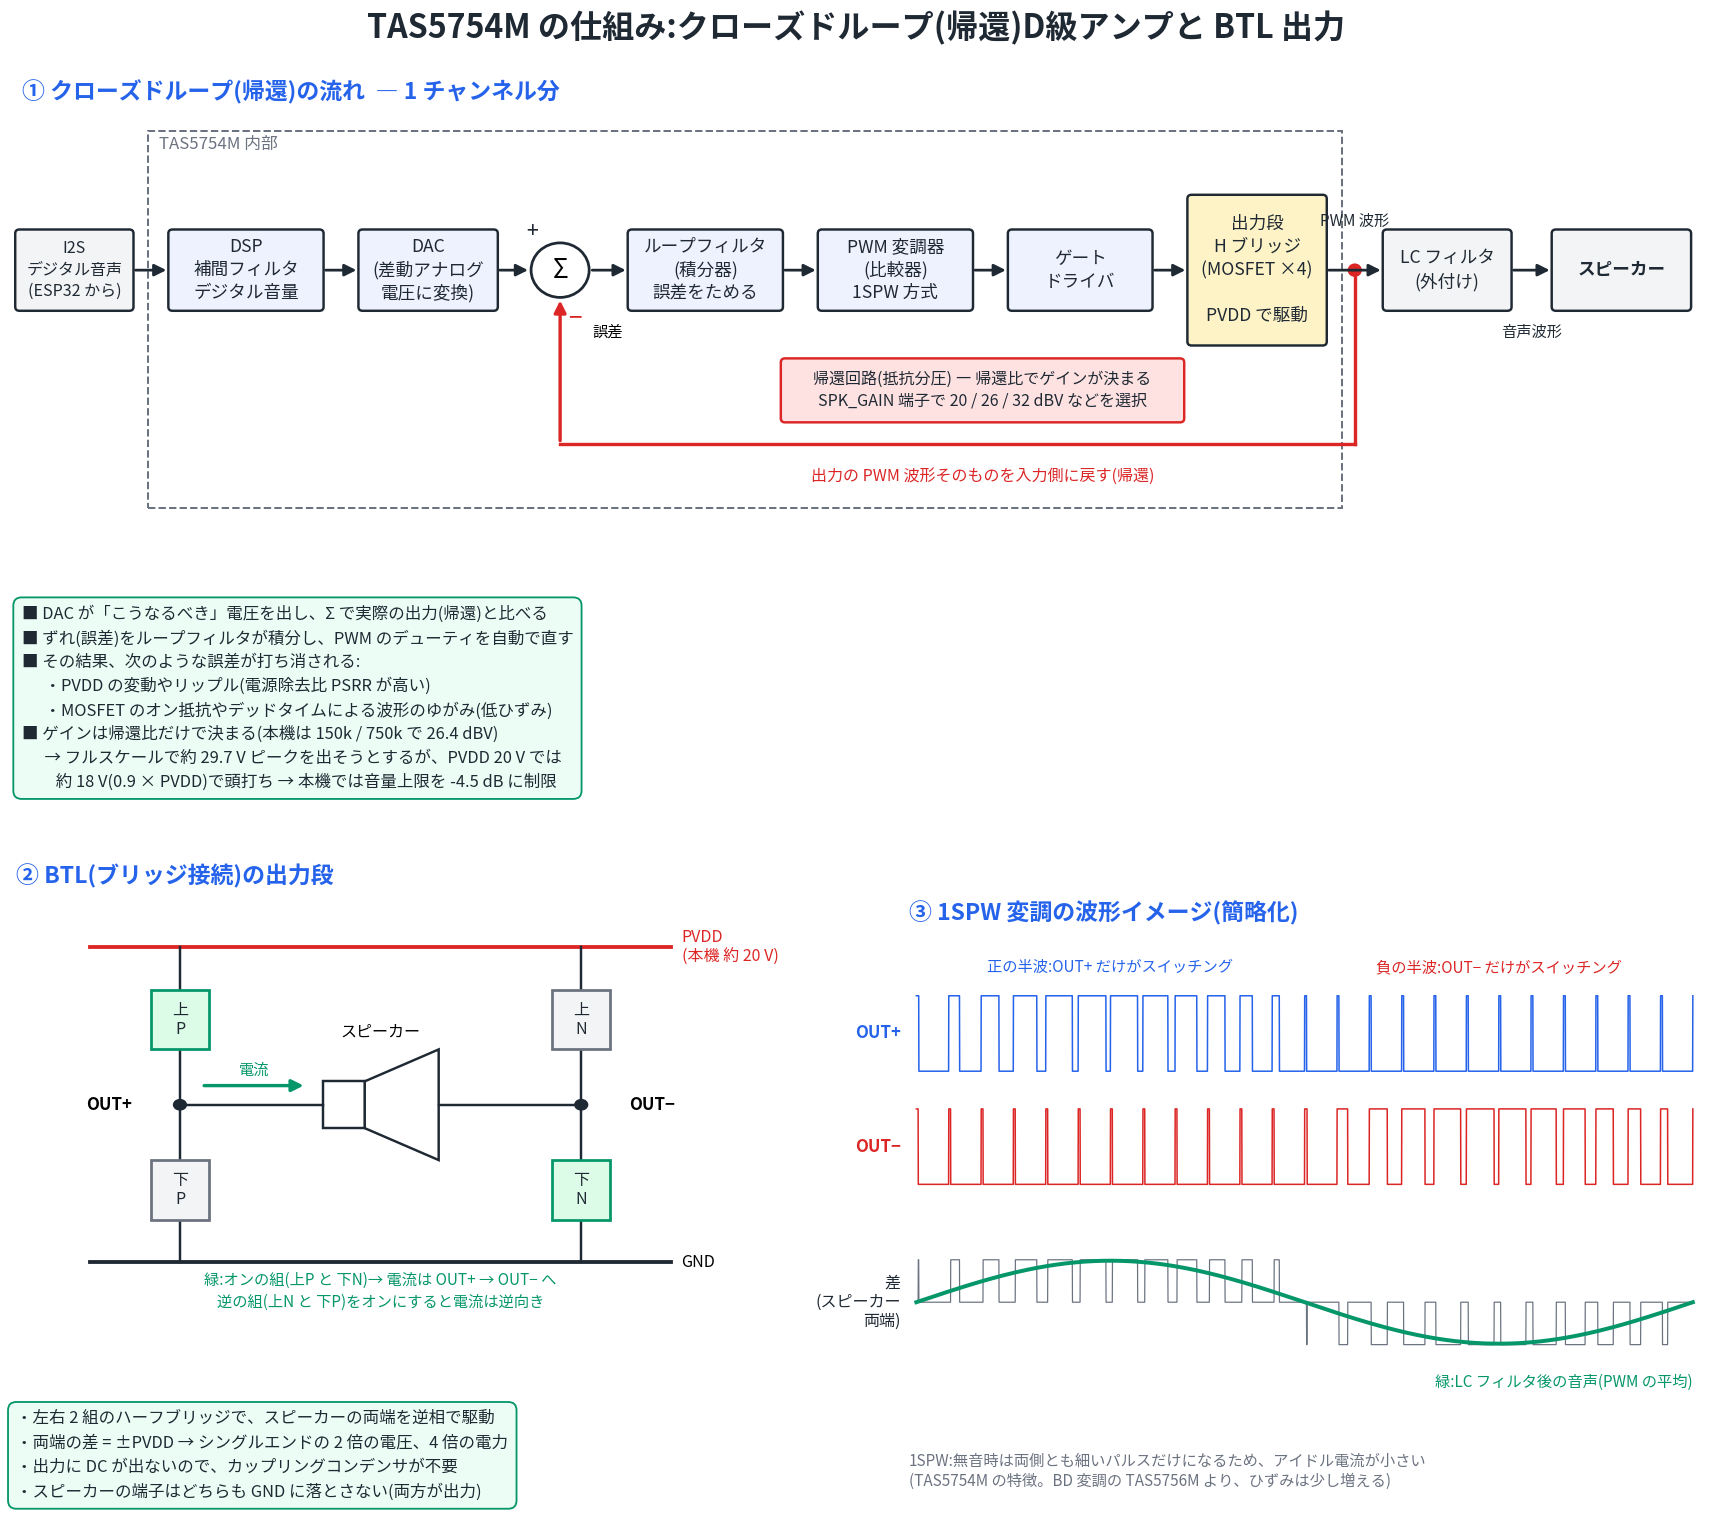 TAS5754M の仕組み:クローズドループ(帰還)D級アンプと BTL 出力
① クローズドループ(帰還)の流れ — 1 チャンネル分
TAS5754M 内部
I2S
デジタル音声
(ESP32 から)
DSP
補間フィルタ
デジタル音量
DAC
(差動アナログ
電圧に変換)
+
Σ
−
誤差
ループフィルタ
(積分器)
誤差をためる
PWM 変調器
(比較器)
1SPW 方式
ゲート
ドライバ
出力段
H ブリッジ
(MOSFET ×4)
PVDD で駆動
PWM 波形
LC フィルタ
(外付け)
音声波形
スピーカー
帰還回路(抵抗分圧) — 帰還比でゲインが決まる
SPK_GAIN 端子で 20 / 26 / 32 dBV などを選択
出力の PWM 波形そのものを入力側に戻す(帰還)
■ DAC が「こうなるべき」電圧を出し、Σ で実際の出力(帰還)と比べる
■ ずれ(誤差)をループフィルタが積分し、PWM のデューティを自動で直す
■ その結果、次のような誤差が打ち消される:
・PVDD の変動やリップル(電源除去比 PSRR が高い)
・MOSFET のオン抵抗やデッドタイムによる波形のゆがみ(低ひずみ)
■ ゲインは帰還比だけで決まる(本機は 150k / 750k で 26.4 dBV)
→ フルスケールで約 29.7 V ピークを出そうとするが、PVDD 20 V では
約 18 V(0.9 × PVDD)で頭打ち → 本機では音量上限を -4.5 dB に制限
② BTL(ブリッジ接続)の出力段
PVDD
(本機 約 20 V)
上
P
上
N
スピーカー
電流
OUT+
OUT−
下
P
下
N
GND
緑:オンの組(上P と 下N)→ 電流は OUT+ → OUT− へ
逆の組(上N と 下P)をオンにすると電流は逆向き
・左右 2 組のハーフブリッジで、スピーカーの両端を逆相で駆動
・両端の差 = ±PVDD → シングルエンドの 2 倍の電圧、4 倍の電力
・出力に DC が出ないので、カップリングコンデンサが不要
・スピーカーの端子はどちらも GND に落とさない(両方が出力)
③ 1SPW 変調の波形イメージ(簡略化)
正の半波:OUT+ だけがスイッチング
負の半波:OUT− だけがスイッチング
OUT+
OUT−
差
(スピーカー
両端)
緑:LC フィルタ後の音声(PWM の平均)
1SPW:無音時は両側とも細いパルスだけになるため、アイドル電流が小さい
(TAS5754M の特徴。BD 変調の TAS5756M より、ひずみは少し増える)